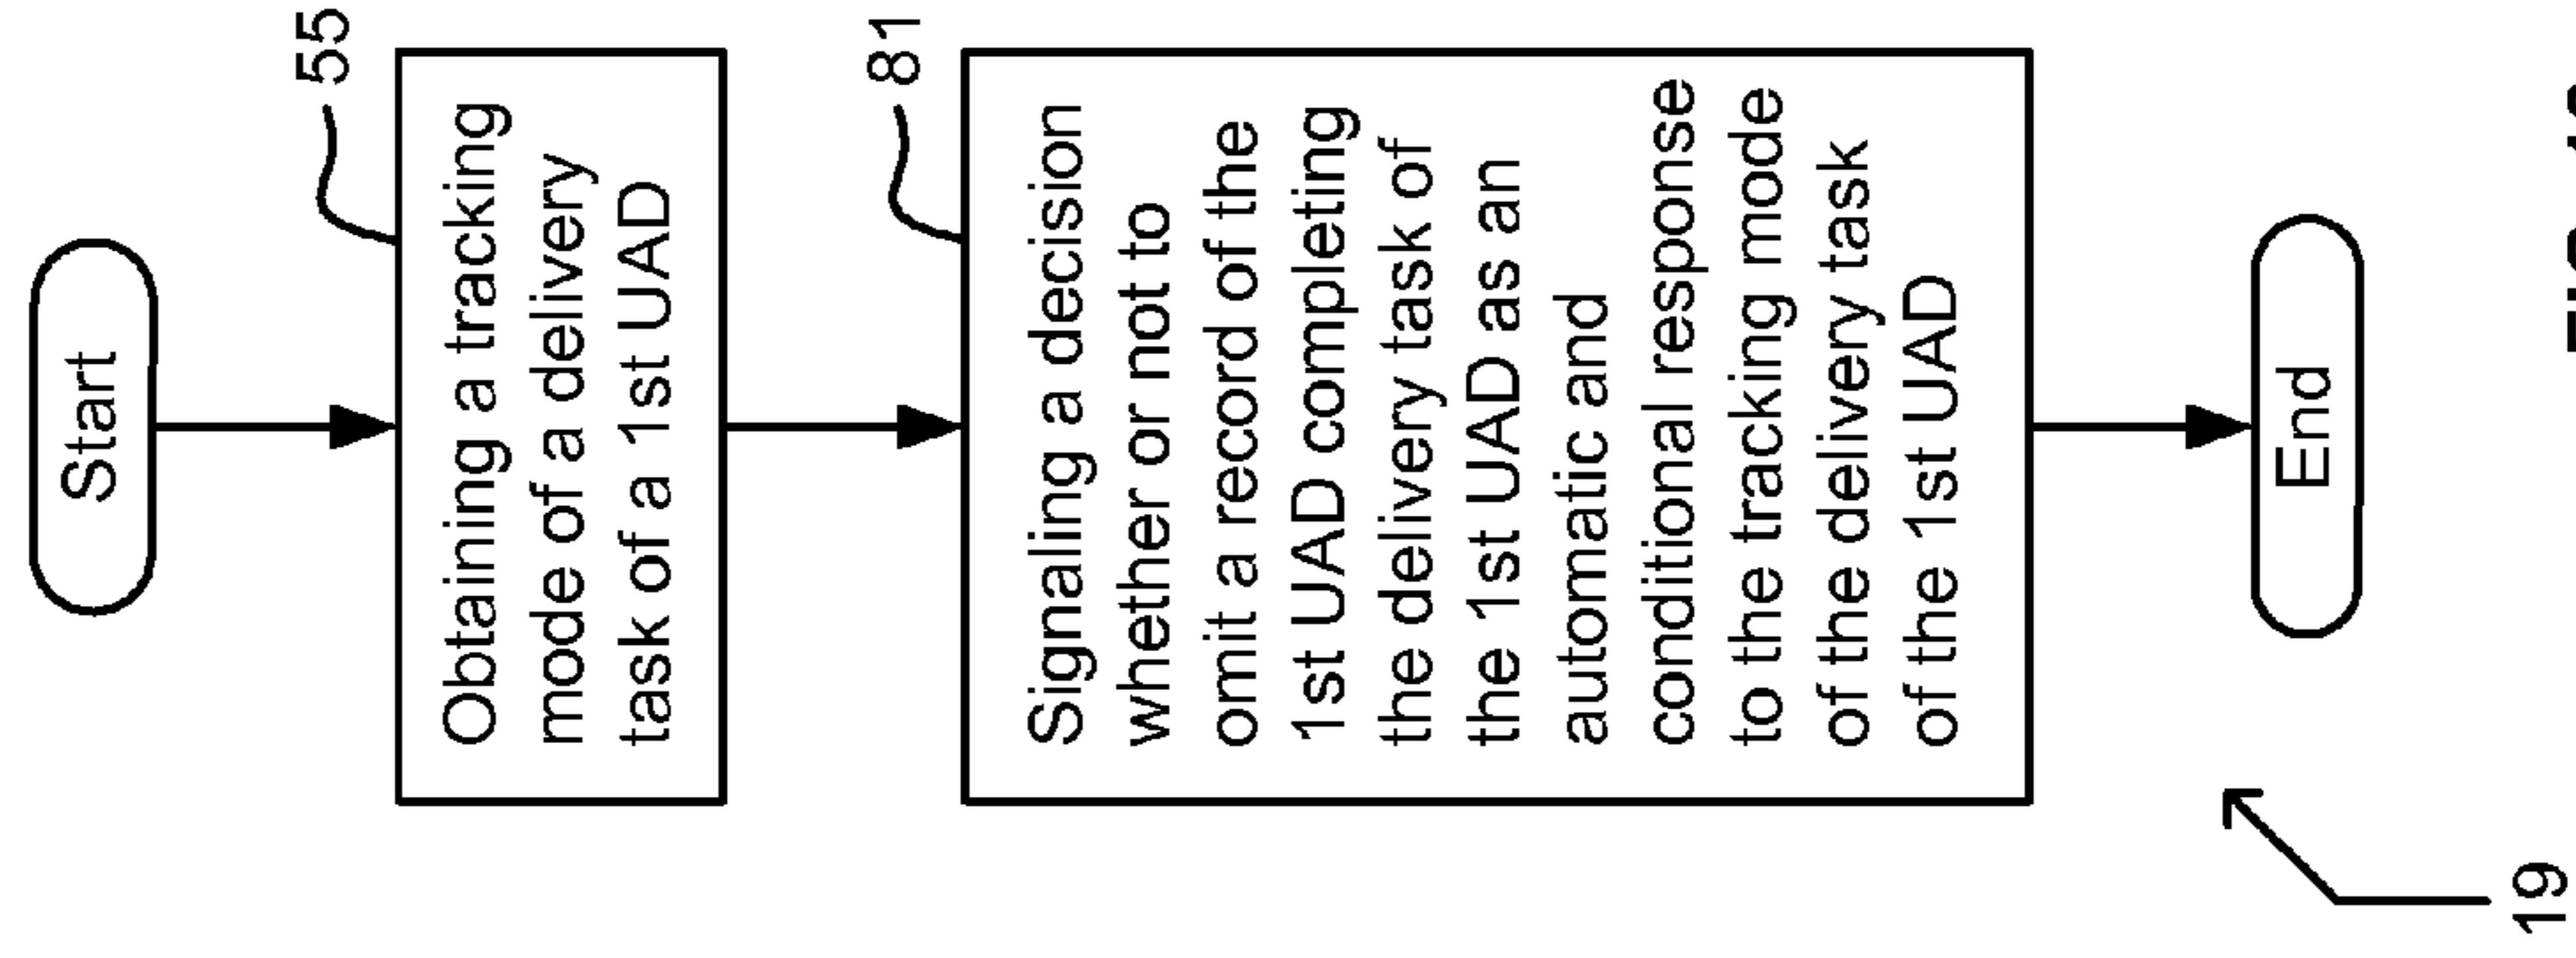 Start
55
Obtaining a tracking
mode of a delivery
task of a 1st UAD
81
Signaling a decision
whether or not to
omit a record of the
1st UAD completing
the delivery task of
the 1st UAD as an
automatic and
conditional response
to the tracking mode
of the delivery task
of the 1st UAD
End
19